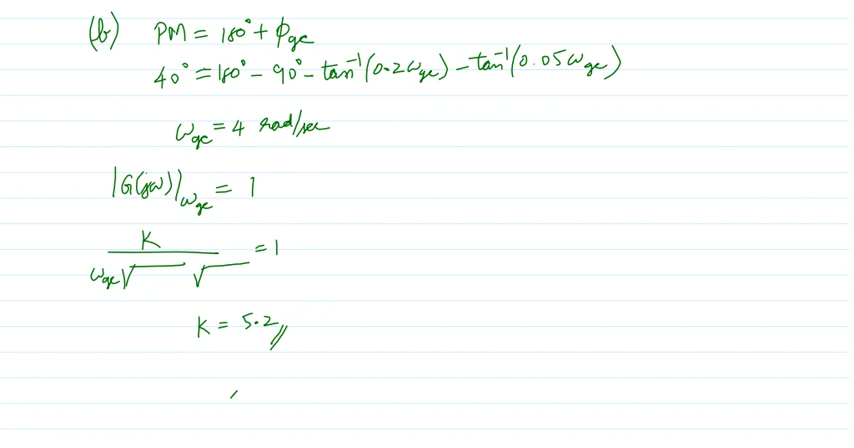 (b) PM = 180° + ϕgc
40° = 180° - 90° - tan⁻¹(0.2ωgc) - tan⁻¹(0.05ωgc)
ωgc = 4 rad/sec
|G(jω)|ωgc = 1
K / ωgc√ √ = 1
K = 5.2